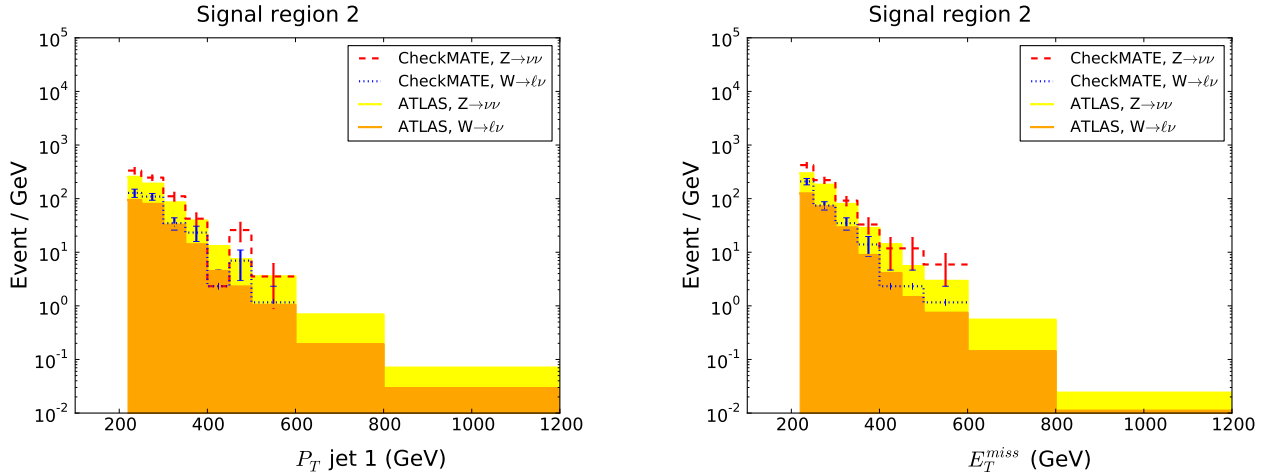 Signal region 2
10^5
10^4
10^3
10^2
10^1
10^0
10^-1
10^-2
Event / GeV
CheckMATE, Z→νν
CheckMATE, W→ℓν
ATLAS, Z→νν
ATLAS, W→ℓν
200 400 600 800 1000 1200
P_T jet 1 (GeV)
Signal region 2
10^5
10^4
10^3
10^2
10^1
10^0
10^-1
10^-2
Event / GeV
CheckMATE, Z→νν
CheckMATE, W→ℓν
ATLAS, Z→νν
ATLAS, W→ℓν
200 400 600 800 1000 1200
E_T^miss (GeV)